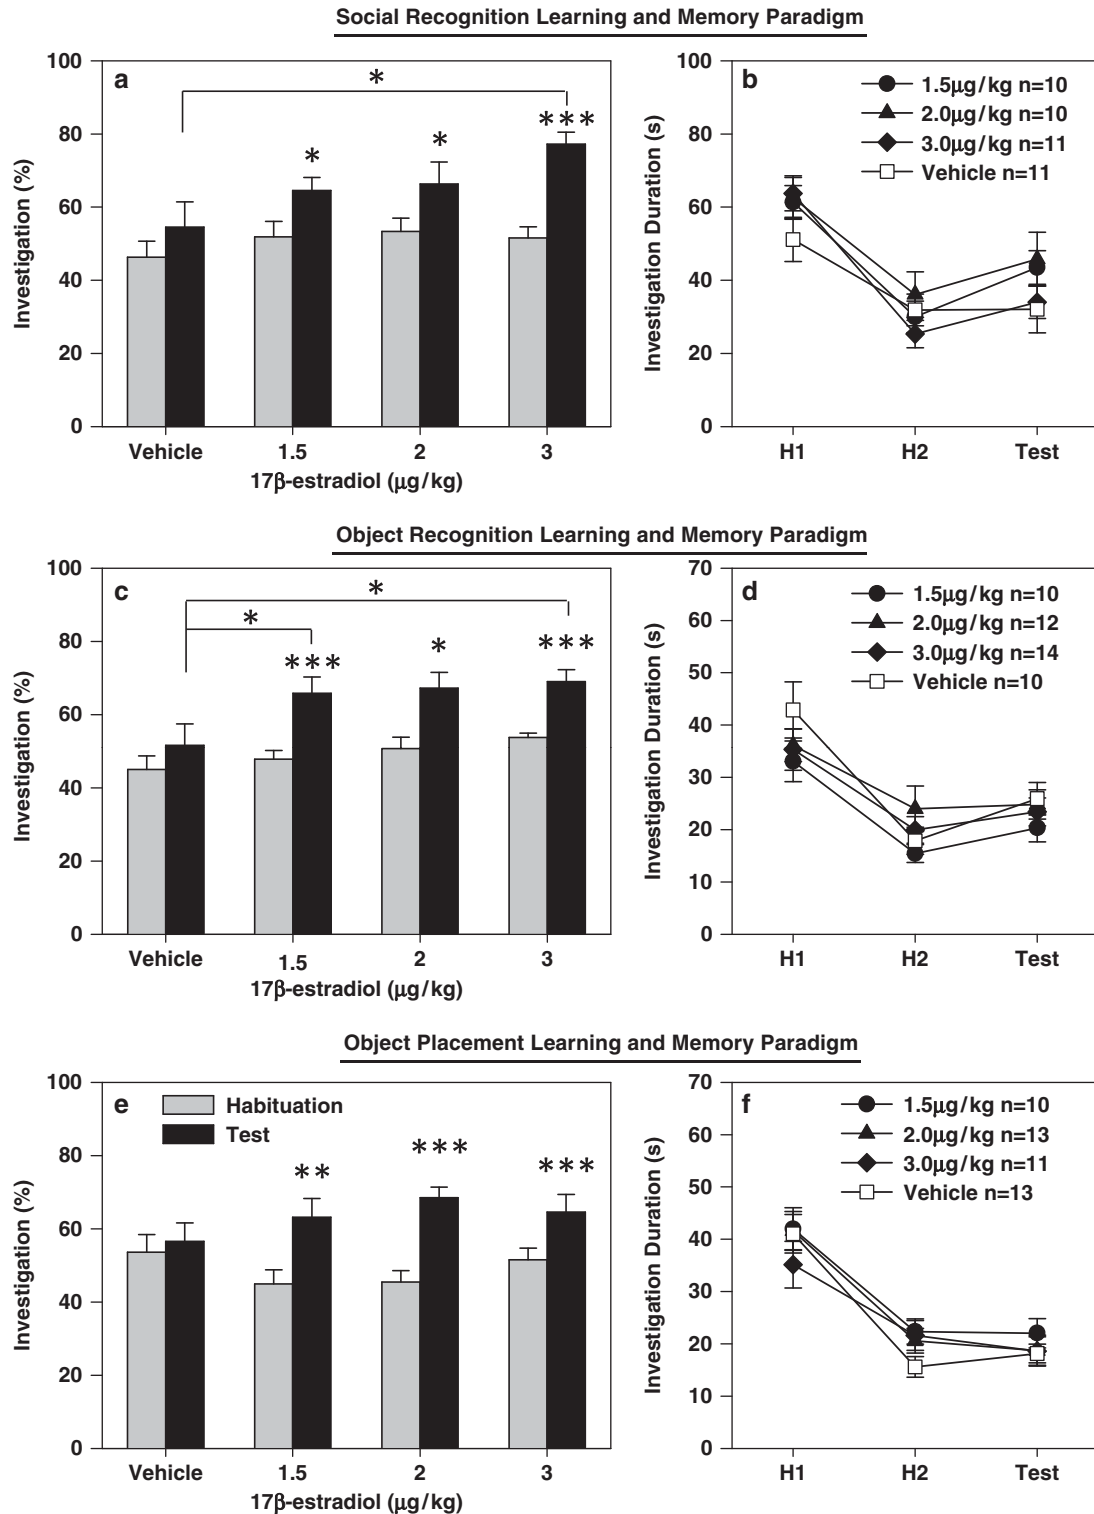 Social Recognition Learning and Memory Paradigm
a
Investigation (%)
100
80
60
40
20
0
*
*
*
***
Vehicle
1.5
2
3
17β-estradiol (μg/kg)
b
Investigation Duration (s)
100
80
60
40
20
0
1.5μg/kg n=10
2.0μg/kg n=10
3.0μg/kg n=11
Vehicle n=11
H1
H2
Test
Object Recognition Learning and Memory Paradigm
c
Investigation (%)
100
80
60
40
20
0
*
*
***
*
***
Vehicle
1.5
2
3
17β-estradiol (μg/kg)
d
Investigation Duration (s)
70
60
50
40
30
20
10
0
1.5μg/kg n=10
2.0μg/kg n=12
3.0μg/kg n=14
Vehicle n=10
H1
H2
Test
Object Placement Learning and Memory Paradigm
e
Investigation (%)
100
80
60
40
20
0
Habituation
Test
**
***
***
Vehicle
1.5
2
3
17β-estradiol (μg/kg)
f
Investigation Duration (s)
70
60
50
40
30
20
10
0
1.5μg/kg n=10
2.0μg/kg n=13
3.0μg/kg n=11
Vehicle n=13
H1
H2
Test